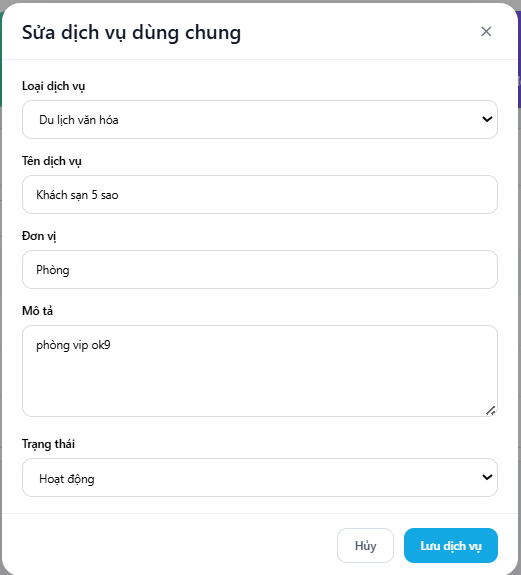 Sửa dịch vụ dùng chung
Loại dịch vụ
Du lịch văn hóa
Tên dịch vụ
Khách sạn 5 sao
Đơn vị
Phòng
Mô tả
phòng vip ok9
Trạng thái
Hoạt động
Hủy
Lưu dịch vụ